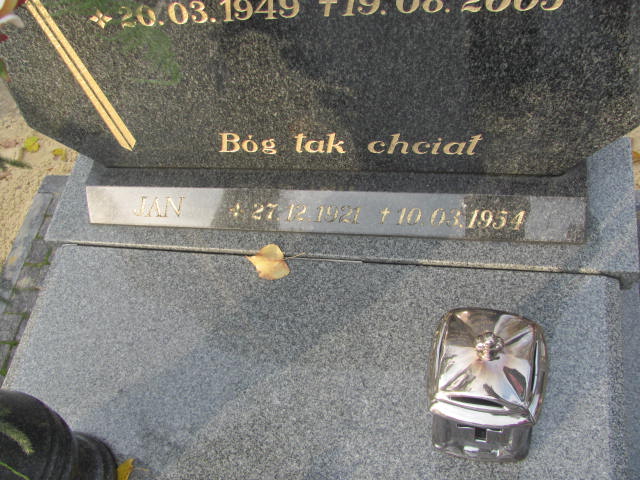 20.03.1949 †19.08.2005
Bóg tak chciał
JAN 27.12.1921 †10.03.1954